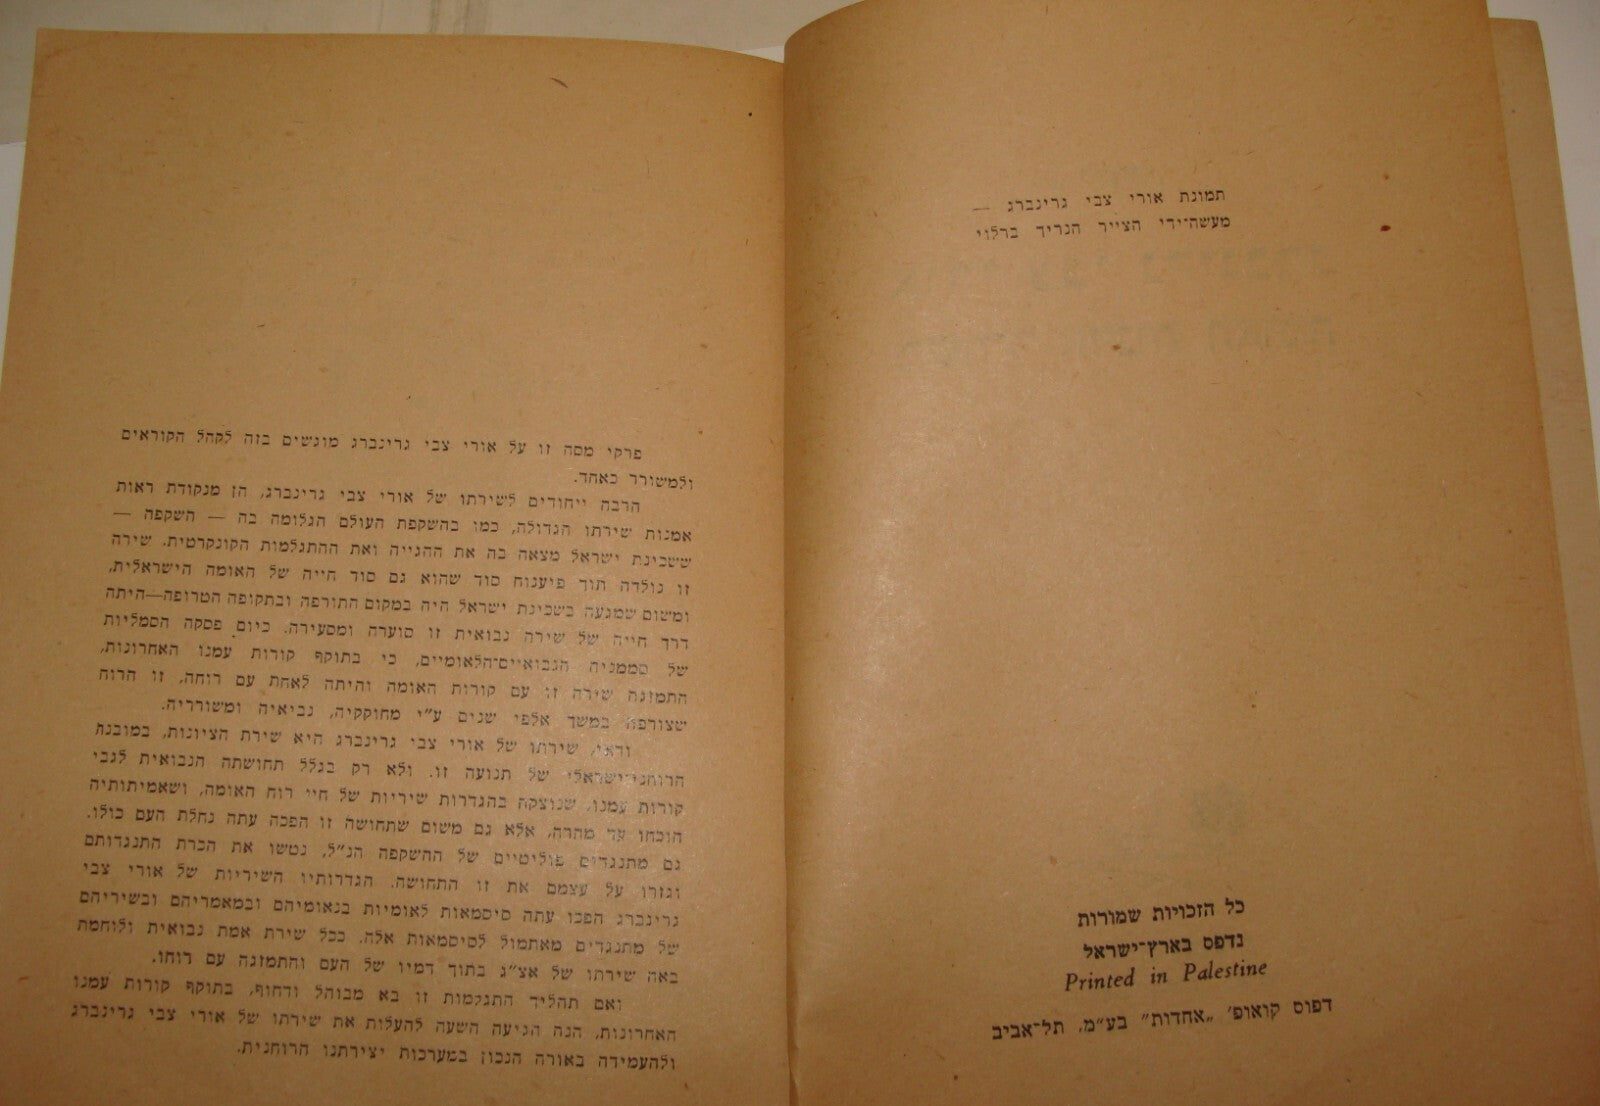 תמונת אורי צבי גרינברג —
מעשה־ידי הצייר הנריך ברלוי
כל הזכויות שמורות
נדפס בארץ־ישראל
Printed in Palestine
דפוס קואופ׳ „אחדות״ בע״מ, תל־אביב
פרקי מסה זו על אורי צבי גרינברג מוגשים בזה לקהל הקוראים
ולמשורר כאחד.
הרבה ייחודים לשירתו של אורי צבי גרינברג, הן מנקודת ראות
אמנות שירתו הגדולה, כמו בהשקפת העולם הגלומה בה — השקפה —
ששכינת ישראל מצאה בה את ההגייה ואת ההתגלמות הקונקרטית. שירה
זו נולדה תוך פיענוח סוד שהוא גם סוד חייה של האומה הישראלית,
ומשום שמגעה בשכינת ישראל היה במקום התורפה ובתקופה הטרופה—היתה
דרך חייה של שירה נבואית זו סוערה ומסעירה. כיום פסקה הסמליות
של סממנית הנבואיים־הלאומיים, כי בתוקף קורות עמנו האחרונות,
התמזגה שירה זו עם קורות האומה והיתה לאחת עם רוחה, זו הרוח
שצורפה במשך אלפי שנים ע״י מחוקקיה, נביאיה ומשורריה.
ודאי, שירתו של אורי צבי גרינברג היא שירת הציונות, במובנה
הרוחני־ישראלי של תנועה זו. ולא רק בגלל תחושתה הנבואית לגבי
קורות עמנו, שנוצקה בהגדרות שיריות של חיי רוח האומה, ושאמיתותיה
הוכחו עד מהרה, אלא גם משום שתחושה זו הפכה עתה נחלת העם כולו.
גם מתנגדים פוליטיים של ההשקפה הנ״ל, נטשו את הכרת התנגדותם
וגזרו על עצמם את זו התחושה. הגדרותיו השיריות של אורי צבי
גרינברג הפכו עתה סיסמאות לאומיות בנאומיהם ובמאמריהם ובשיריהם
של מתנגדים מאתמול לסיסמאות אלה. ככל שירת אמת נבואית ולוחמת
באה שירתו של אצ״ג בתוך דמיו של העם והתמזגה עם רוחו.
ואם תהליך התגלמות זו בא מבוהל ודחוף, בתוקף קורות עמנו
האחרונות, הנה הגיעה השעה להעלות את שירתו של אורי צבי גרינברג
ולהעמידה באורה הנכון במערכות יצירתנו הרוחנית.